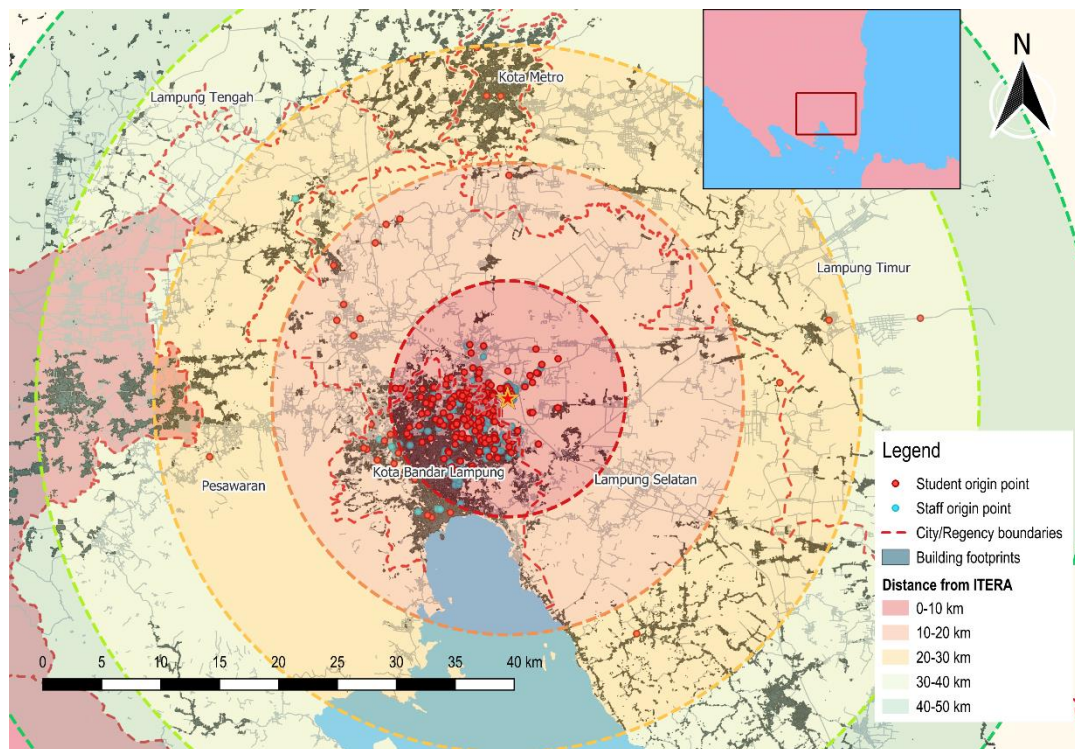 N
Kota Metro
Lampung Tengah
Lampung Timur
Kota Bandar Lampung
Lampung Selatan
Pesawaran
0 5 10 15 20 25 30 35 40 km
Legend
Student origin point
Staff origin point
City/Regency boundaries
Building footprints
Distance from ITERA
0-10 km
10-20 km
20-30 km
30-40 km
40-50 km